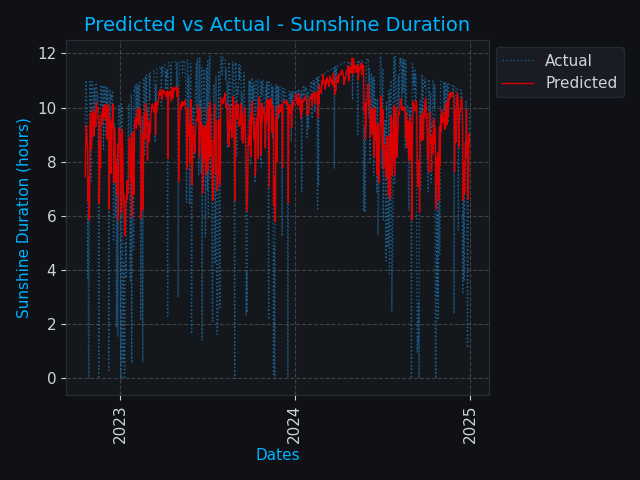 Predicted vs Actual - Sunshine Duration
Actual
Predicted
Sunshine Duration (hours)
12
10
8
6
4
2
0
2023
2024
2025
Dates